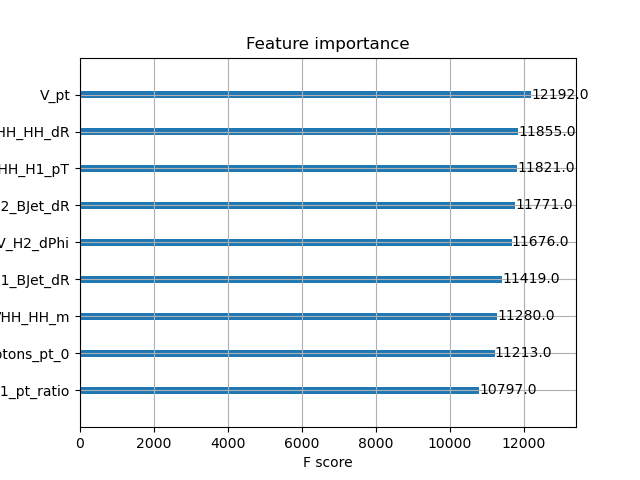 Feature importance
V_pt 12192.0
HH_HH_dR 11855.0
HH_H1_pT 11821.0
2_BJet_dR 11771.0
V_H2_dPhi 11676.0
1_BJet_dR 11419.0
VHH_HH_m 11280.0
ptons_pt_0 11213.0
1_pt_ratio 10797.0
0 2000 4000 6000 8000 10000 12000
F score